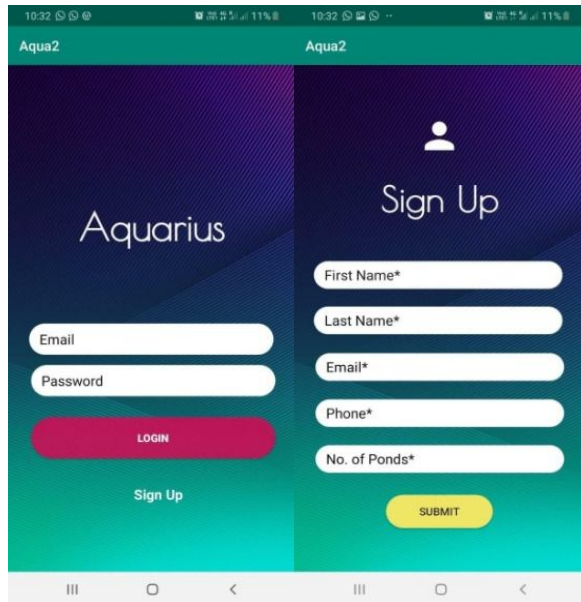 10:32
11%
Aqua2
Aquarius
Email
Password
LOGIN
Sign Up
10:32
11%
Aqua2
Sign Up
First Name*
Last Name*
Email*
Phone*
No. of Ponds*
SUBMIT